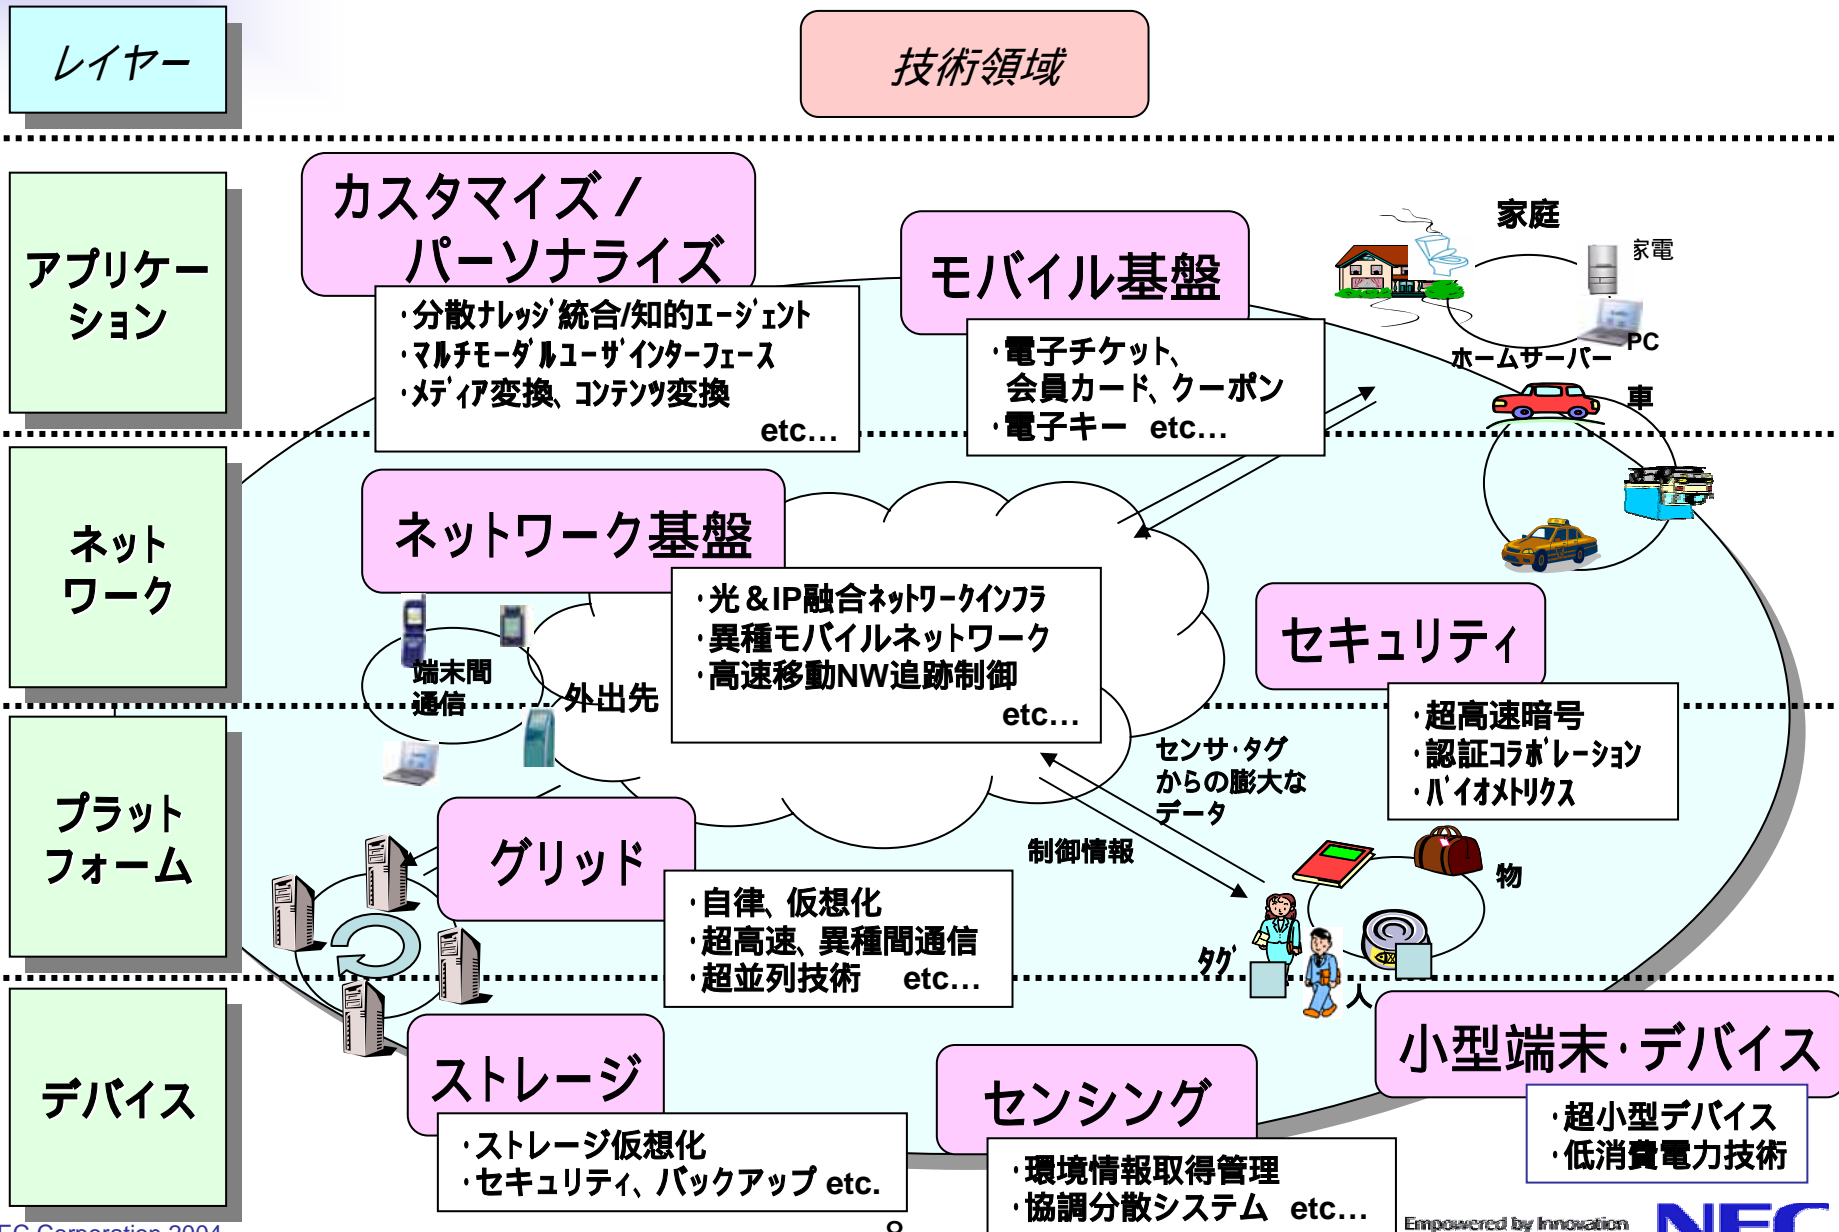 レイヤー
技術領域
アプリケー
ション
カスタマイズ /
パーソナライズ
・分散ナレッジ統合/知的エージェント
・マルチモーダルユーザインターフェース
・メディア変換、コンテンツ変換
etc…
モバイル基盤
・電子チケット、
会員カード、クーポン
・電子キー etc…
家庭
家電
PC
ホームサーバー
車
ネット
ワーク
ネットワーク基盤
・光＆IP融合ネットワークインフラ
・異種モバイルネットワーク
・高速移動NW追跡制御
etc…
端末間
通信
外出先
セキュリティ
・超高速暗号
・認証コラボレーション
・バイオメトリクス
プラット
フォーム
グリッド
・自律、仮想化
・超高速、異種間通信
・超並列技術 etc…
センサ・タグ
からの膨大な
データ
制御情報
物
タグ
人
デバイス
ストレージ
・ストレージ仮想化
・セキュリティ、バックアップ etc.
センシング
・環境情報取得管理
・協調分散システム etc…
小型端末・デバイス
・超小型デバイス
・低消費電力技術
EC Corporation 2004
8
Empowered by Innovation
NEC